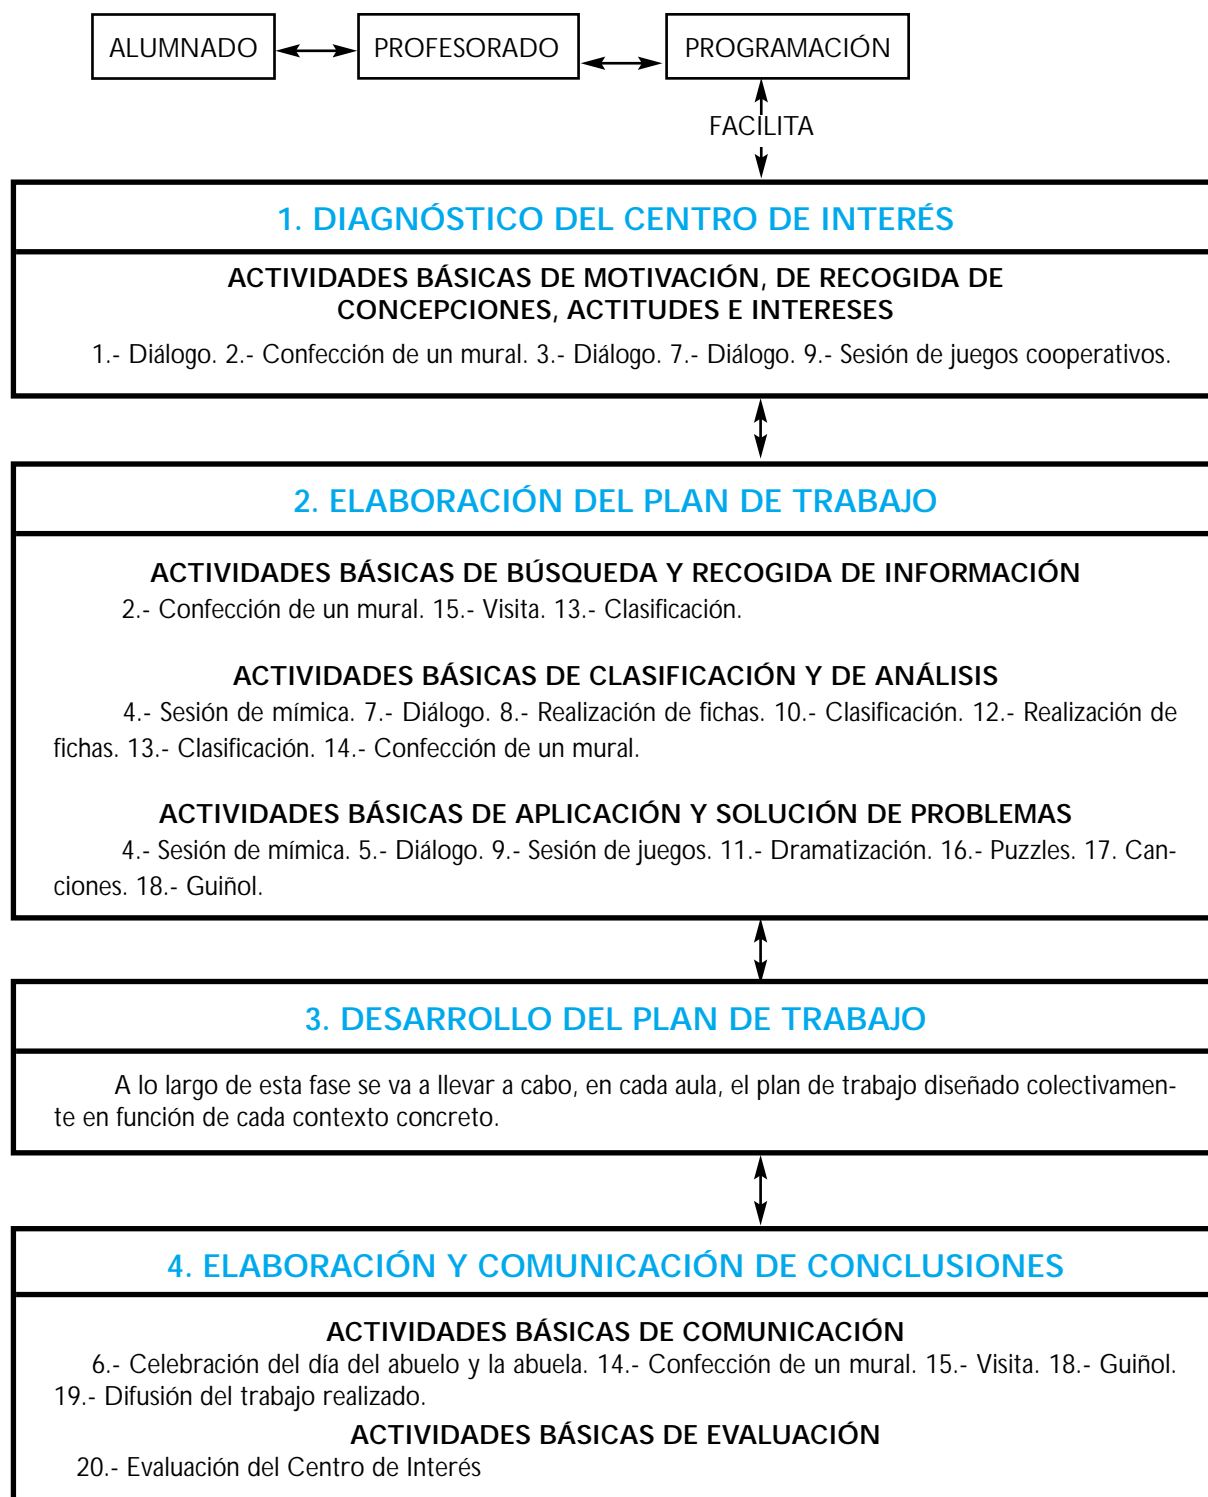 ALUMNADO PROFESORADO PROGRAMACIÓN
FACILITA
1. DIAGNÓSTICO DEL CENTRO DE INTERÉS
ACTIVIDADES BÁSICAS DE MOTIVACIÓN, DE RECOGIDA DE
CONCEPCIONES, ACTITUDES E INTERESES
1.- Diálogo. 2.- Confección de un mural. 3.- Diálogo. 7.- Diálogo. 9.- Sesión de juegos cooperativos.
2. ELABORACIÓN DEL PLAN DE TRABAJO
ACTIVIDADES BÁSICAS DE BÚSQUEDA Y RECOGIDA DE INFORMACIÓN
2.- Confección de un mural. 15.- Visita. 13.- Clasificación.
ACTIVIDADES BÁSICAS DE CLASIFICACIÓN Y DE ANÁLISIS
4.- Sesión de mímica. 7.- Diálogo. 8.- Realización de fichas. 10.- Clasificación. 12.- Realización de
fichas. 13.- Clasificación. 14.- Confección de un mural.
ACTIVIDADES BÁSICAS DE APLICACIÓN Y SOLUCIÓN DE PROBLEMAS
4.- Sesión de mímica. 5.- Diálogo. 9.- Sesión de juegos. 11.- Dramatización. 16.- Puzzles. 17. Can-
ciones. 18.- Guiñol.
3. DESARROLLO DEL PLAN DE TRABAJO
A lo largo de esta fase se va a llevar a cabo, en cada aula, el plan de trabajo diseñado colectivamen-
te en función de cada contexto concreto.
4. ELABORACIÓN Y COMUNICACIÓN DE CONCLUSIONES
ACTIVIDADES BÁSICAS DE COMUNICACIÓN
6.- Celebración del día del abuelo y la abuela. 14.- Confección de un mural. 15.- Visita. 18.- Guiñol.
19.- Difusión del trabajo realizado.
ACTIVIDADES BÁSICAS DE EVALUACIÓN
20.- Evaluación del Centro de Interés